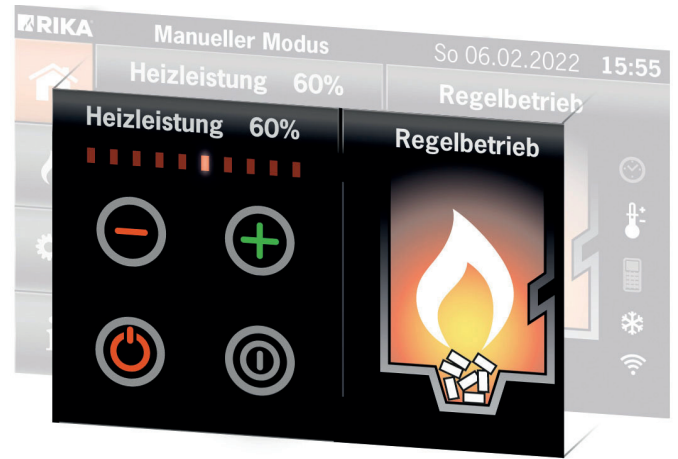 RIKA
Manueller Modus
So 06.02.2022 15:55
Heizleistung 60%
Regelbetrieb
Heizleistung 60%
Regelbetrieb